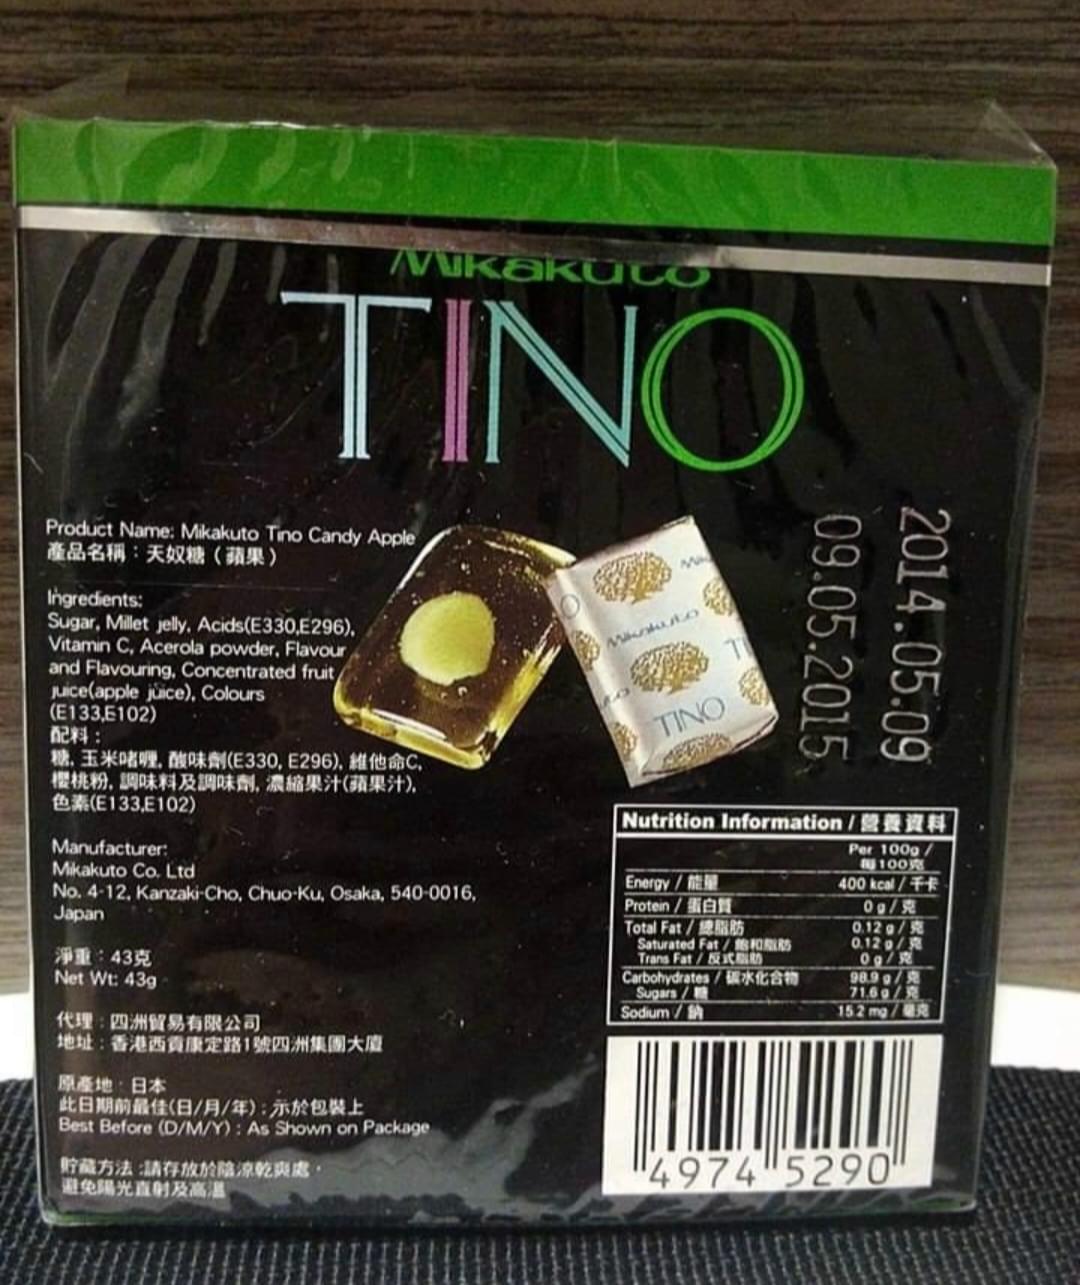 Mikakuto
TINO
Product Name: Mikakuto Tino Candy Apple
產品名稱：天奴糖（蘋果）
Ingredients:
Sugar, Millet jelly, Acids(E330,E296),
Vitamin C, Acerola powder, Flavour
and Flavouring, Concentrated fruit
juice(apple juice), Colours
(E133,E102)
配料：
糖, 玉米啫喱, 酸味劑(E330, E296), 維他命C,
櫻桃粉, 調味料及調味劑, 濃縮果汁(蘋果汁),
色素(E133,E102)
Manufacturer:
Mikakuto Co. Ltd
No. 4-12, Kanzaki-Cho, Chuo-Ku, Osaka, 540-0016,
Japan
淨重：43克
Net Wt: 43g
代理：四洲貿易有限公司
地址：香港西貢康定路1號四洲集團大廈
原產地：日本
此日期前最佳(日/月/年)：示於包裝上
Best Before (D/M/Y) : As Shown on Package
貯藏方法:請存放於陰涼乾爽處，
避免陽光直射及高溫
Mikakuto
TINO
2014.05.09
09.05.2015
Nutrition Information / 營養資料
Per 100g /
每100克
Energy / 能量 400 kcal / 千卡
Protein / 蛋白質 0 g / 克
Total Fat / 總脂肪 0.12 g / 克
Saturated Fat / 飽和脂肪 0.12 g / 克
Trans Fat / 反式脂肪 0 g / 克
Carbohydrates / 碳水化合物 98.9 g / 克
Sugars / 糖 71.6 g / 克
Sodium / 鈉 15.2 mg / 毫克
4974 5290